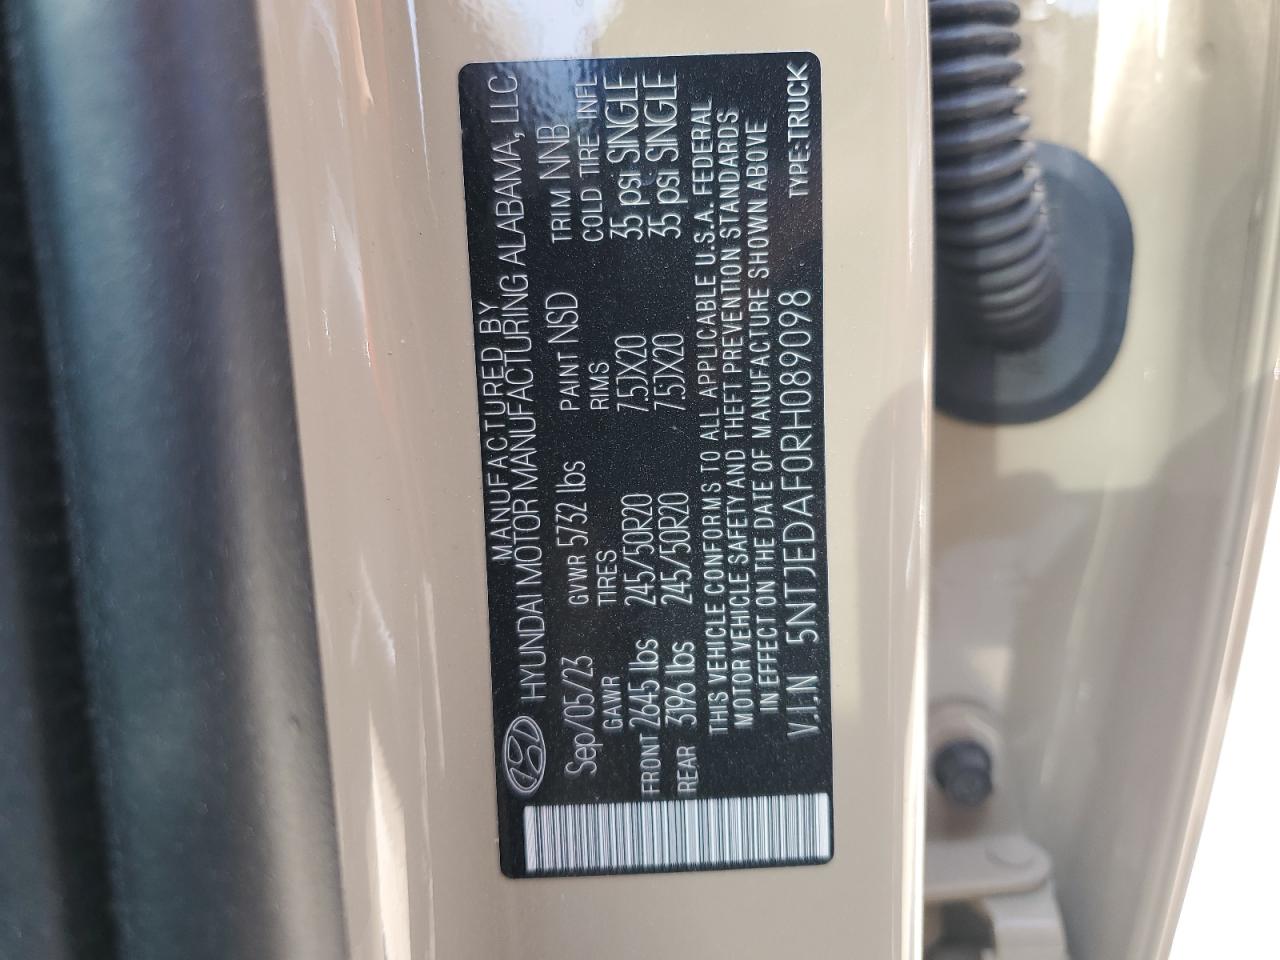 MANUFACTURED BY
HYUNDAI MOTOR MANUFACTURING ALABAMA, LLC
Sep/05/23 GVWR 5732 lbs PAINT NSD TRIM NNB
GAWR TIRES RIMS COLD TIRE INFL
FRONT 2645 lbs 245/50R20 7.5JX20 35 psi SINGLE
REAR 3196 lbs 245/50R20 7.5JX20 35 psi SINGLE
THIS VEHICLE CONFORMS TO ALL APPLICABLE U.S.A. FEDERAL
MOTOR VEHICLE SAFETY AND THEFT PREVENTION STANDARDS
IN EFFECT ON THE DATE OF MANUFACTURE SHOWN ABOVE
V.I.N 5NTJEDAF0RH089098 TYPE:TRUCK